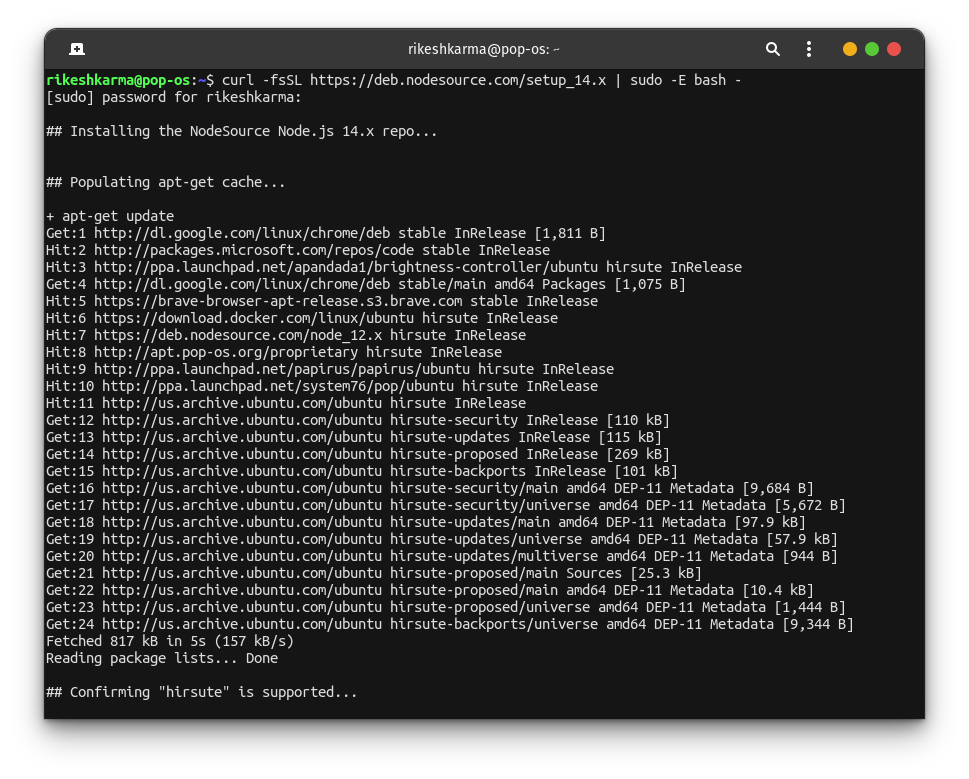 rikeshkarma@pop-os: ~
rikeshkarma@pop-os:~$ curl -fsSL https://deb.nodesource.com/setup_14.x | sudo -E bash -
[sudo] password for rikeshkarma:
## Installing the NodeSource Node.js 14.x repo...
## Populating apt-get cache...
+ apt-get update
Get:1 http://dl.google.com/linux/chrome/deb stable InRelease [1,811 B]
Hit:2 http://packages.microsoft.com/repos/code stable InRelease
Hit:3 http://ppa.launchpad.net/apandada1/brightness-controller/ubuntu hirsute InRelease
Get:4 http://dl.google.com/linux/chrome/deb stable/main amd64 Packages [1,075 B]
Hit:5 https://brave-browser-apt-release.s3.brave.com stable InRelease
Hit:6 https://download.docker.com/linux/ubuntu hirsute InRelease
Hit:7 https://deb.nodesource.com/node_12.x hirsute InRelease
Hit:8 http://apt.pop-os.org/proprietary hirsute InRelease
Hit:9 http://ppa.launchpad.net/papirus/papirus/ubuntu hirsute InRelease
Hit:10 http://ppa.launchpad.net/system76/pop/ubuntu hirsute InRelease
Hit:11 http://us.archive.ubuntu.com/ubuntu hirsute InRelease
Get:12 http://us.archive.ubuntu.com/ubuntu hirsute-security InRelease [110 kB]
Get:13 http://us.archive.ubuntu.com/ubuntu hirsute-updates InRelease [115 kB]
Get:14 http://us.archive.ubuntu.com/ubuntu hirsute-proposed InRelease [269 kB]
Get:15 http://us.archive.ubuntu.com/ubuntu hirsute-backports InRelease [101 kB]
Get:16 http://us.archive.ubuntu.com/ubuntu hirsute-security/main amd64 DEP-11 Metadata [9,684 B]
Get:17 http://us.archive.ubuntu.com/ubuntu hirsute-security/universe amd64 DEP-11 Metadata [5,672 B]
Get:18 http://us.archive.ubuntu.com/ubuntu hirsute-updates/main amd64 DEP-11 Metadata [97.9 kB]
Get:19 http://us.archive.ubuntu.com/ubuntu hirsute-updates/universe amd64 DEP-11 Metadata [57.9 kB]
Get:20 http://us.archive.ubuntu.com/ubuntu hirsute-updates/multiverse amd64 DEP-11 Metadata [944 B]
Get:21 http://us.archive.ubuntu.com/ubuntu hirsute-proposed/main Sources [25.3 kB]
Get:22 http://us.archive.ubuntu.com/ubuntu hirsute-proposed/main amd64 DEP-11 Metadata [10.4 kB]
Get:23 http://us.archive.ubuntu.com/ubuntu hirsute-proposed/universe amd64 DEP-11 Metadata [1,444 B]
Get:24 http://us.archive.ubuntu.com/ubuntu hirsute-backports/universe amd64 DEP-11 Metadata [9,344 B]
Fetched 817 kB in 5s (157 kB/s)
Reading package lists... Done
## Confirming "hirsute" is supported...